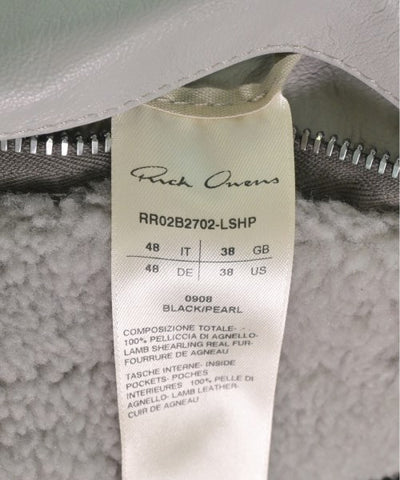 Rick Owens
RR02B2702-LSHP
48 IT 38 GB
48 DE 38 US
0908
BLACK/PEARL
COMPOSIZIONE TOTALE- -
100% PELLICCIA DI AGNELLO-
LAMB SHEARLING REAL FUR-
FOURRURE DE AGNEAU
TASCHE INTERNE- INSIDE
POCKETS- POCHES
INTERIEURES 100% PELLE DI
AGNELLO- LAMB LEATHER-
CUIR DE AGNEAU